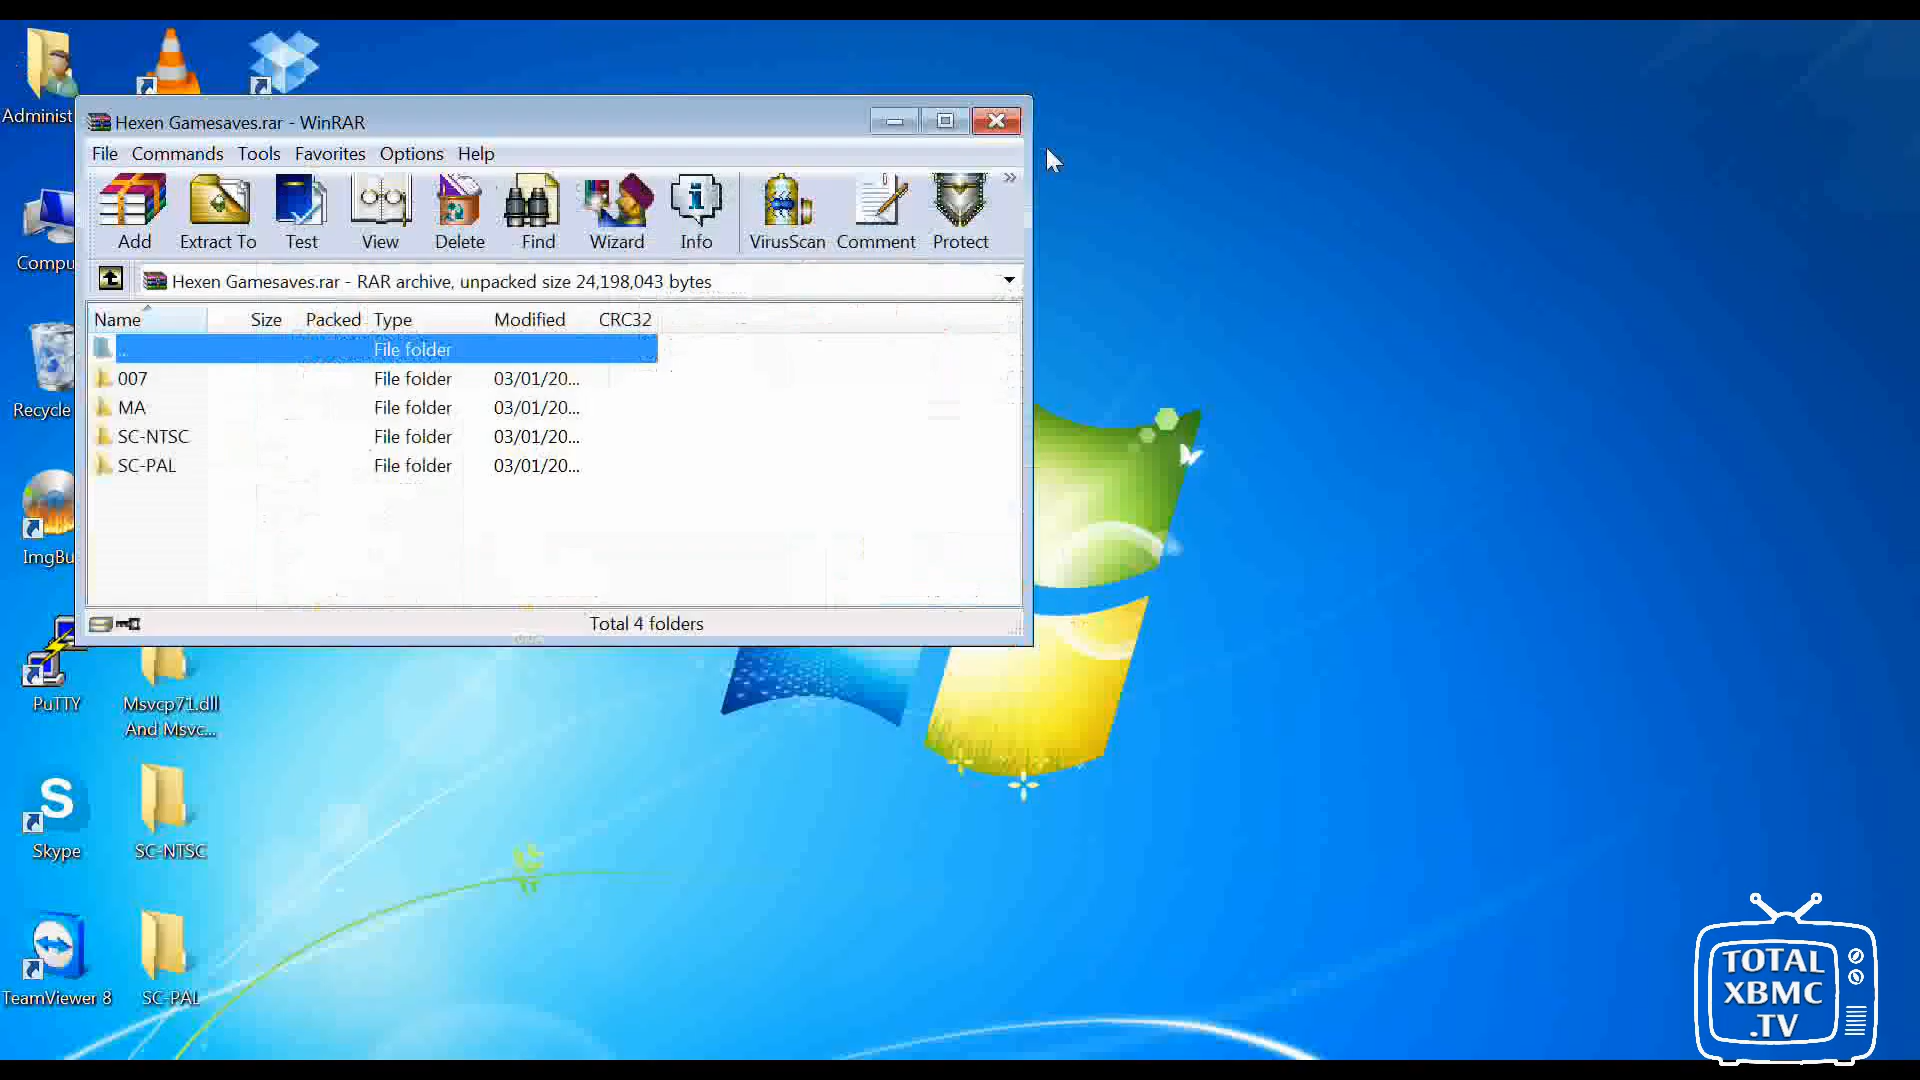 Administ
Hexen Gamesaves.rar - WinRAR
File Commands Tools Favorites Options Help
Add Extract To Test View Delete Find Wizard Info VirusScan Comment Protect
»
Hexen Gamesaves.rar - RAR archive, unpacked size 24,198,043 bytes
Name Size Packed Type Modified CRC32
.. File folder
007 File folder 03/01/20...
MA File folder 03/01/20...
SC-NTSC File folder 03/01/20...
SC-PAL File folder 03/01/20...
Total 4 folders
Compu
Recycle
ImgBu
PuTTY
Msvcp71.dll
And Msvc...
Skype
SC-NTSC
TeamViewer 8
SC-PAL
TOTAL
XBMC
.TV